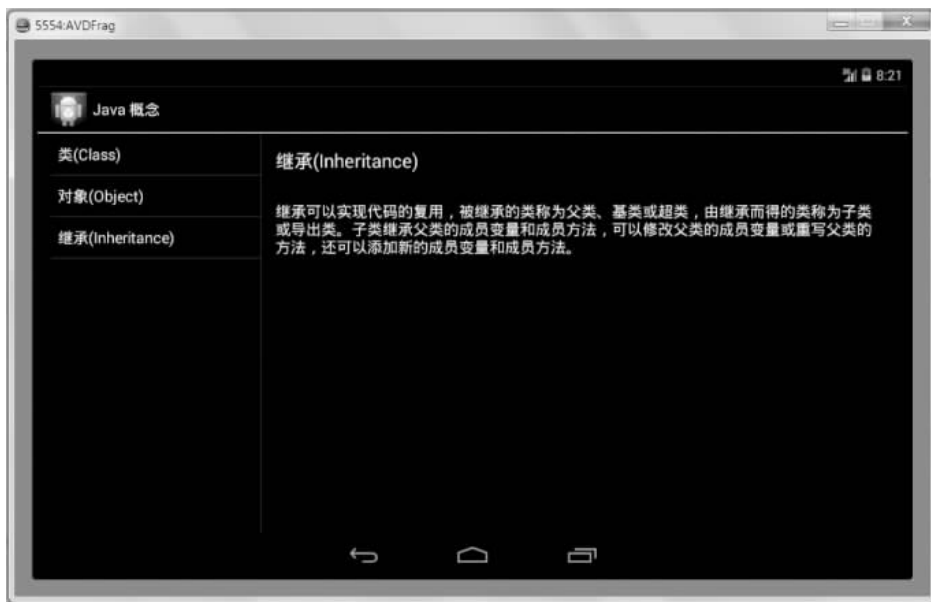 5554:AVDFrag
8:21
Java 概念
类(Class)
对象(Object)
继承(Inheritance)
继承(Inheritance)
继承可以实现代码的复用，被继承的类称为父类、基类或超类，由继承而得的类称为子类
或导出类。子类继承父类的成员变量和成员方法，可以修改父类的成员变量或重写父类的
方法，还可以添加新的成员变量和成员方法。